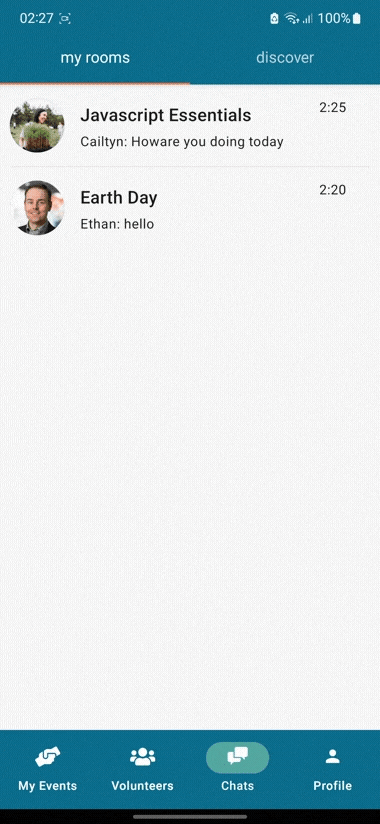 02:27 100%
my rooms discover
Javascript Essentials 2:25
Cailtyn: Howare you doing today
Earth Day 2:20
Ethan: hello
My Events Volunteers Chats Profile